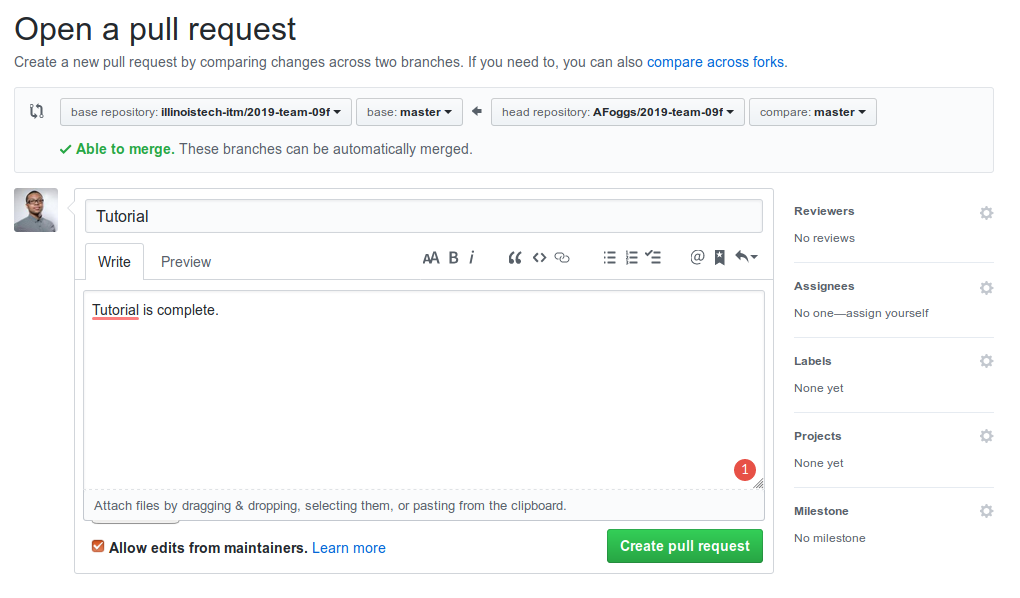 Open a pull request
Create a new pull request by comparing changes across two branches. If you need to, you can also compare across forks.
base repository: illinoistech-itm/2019-team-09f base: master head repository: AFoggs/2019-team-09f compare: master
Able to merge. These branches can be automatically merged.
Tutorial
Write Preview AA B i @
Tutorial is complete.
1
Attach files by dragging & dropping, selecting them, or pasting from the clipboard.
Allow edits from maintainers. Learn more
Create pull request
Reviewers
No reviews
Assignees
No one—assign yourself
Labels
None yet
Projects
None yet
Milestone
No milestone